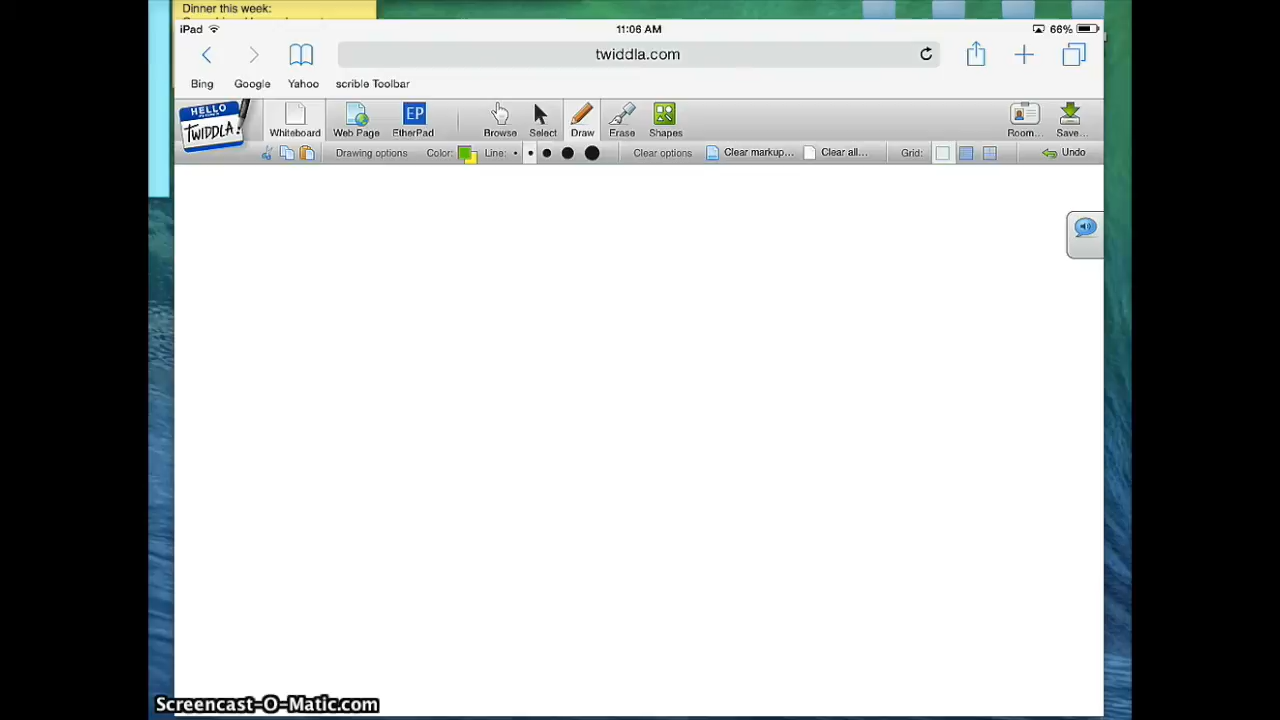 Dinner this week:
iPad 11:06 AM 66%
twiddla.com
Bing Google Yahoo scrible Toolbar
HELLO
TWIDDLA!
EP
Whiteboard Web Page EtherPad Browse Select Draw Erase Shapes Room... Save...
Drawing options Color: Line: Clear options Clear markup... Clear all... Grid: Undo
Screencast-O-Matic.com